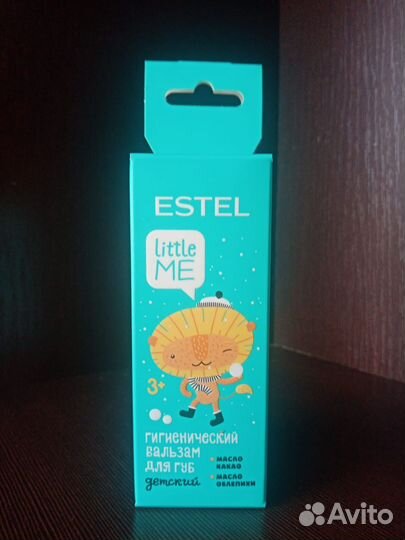 ESTEL
little
ME
3+
ГИГИЕНИЧЕСКИЙ
БАЛЬЗАМ
ДЛЯ ГУБ
детский
МАСЛО
КАКАО
МАСЛО
ОБЛЕПИХИ
Avito